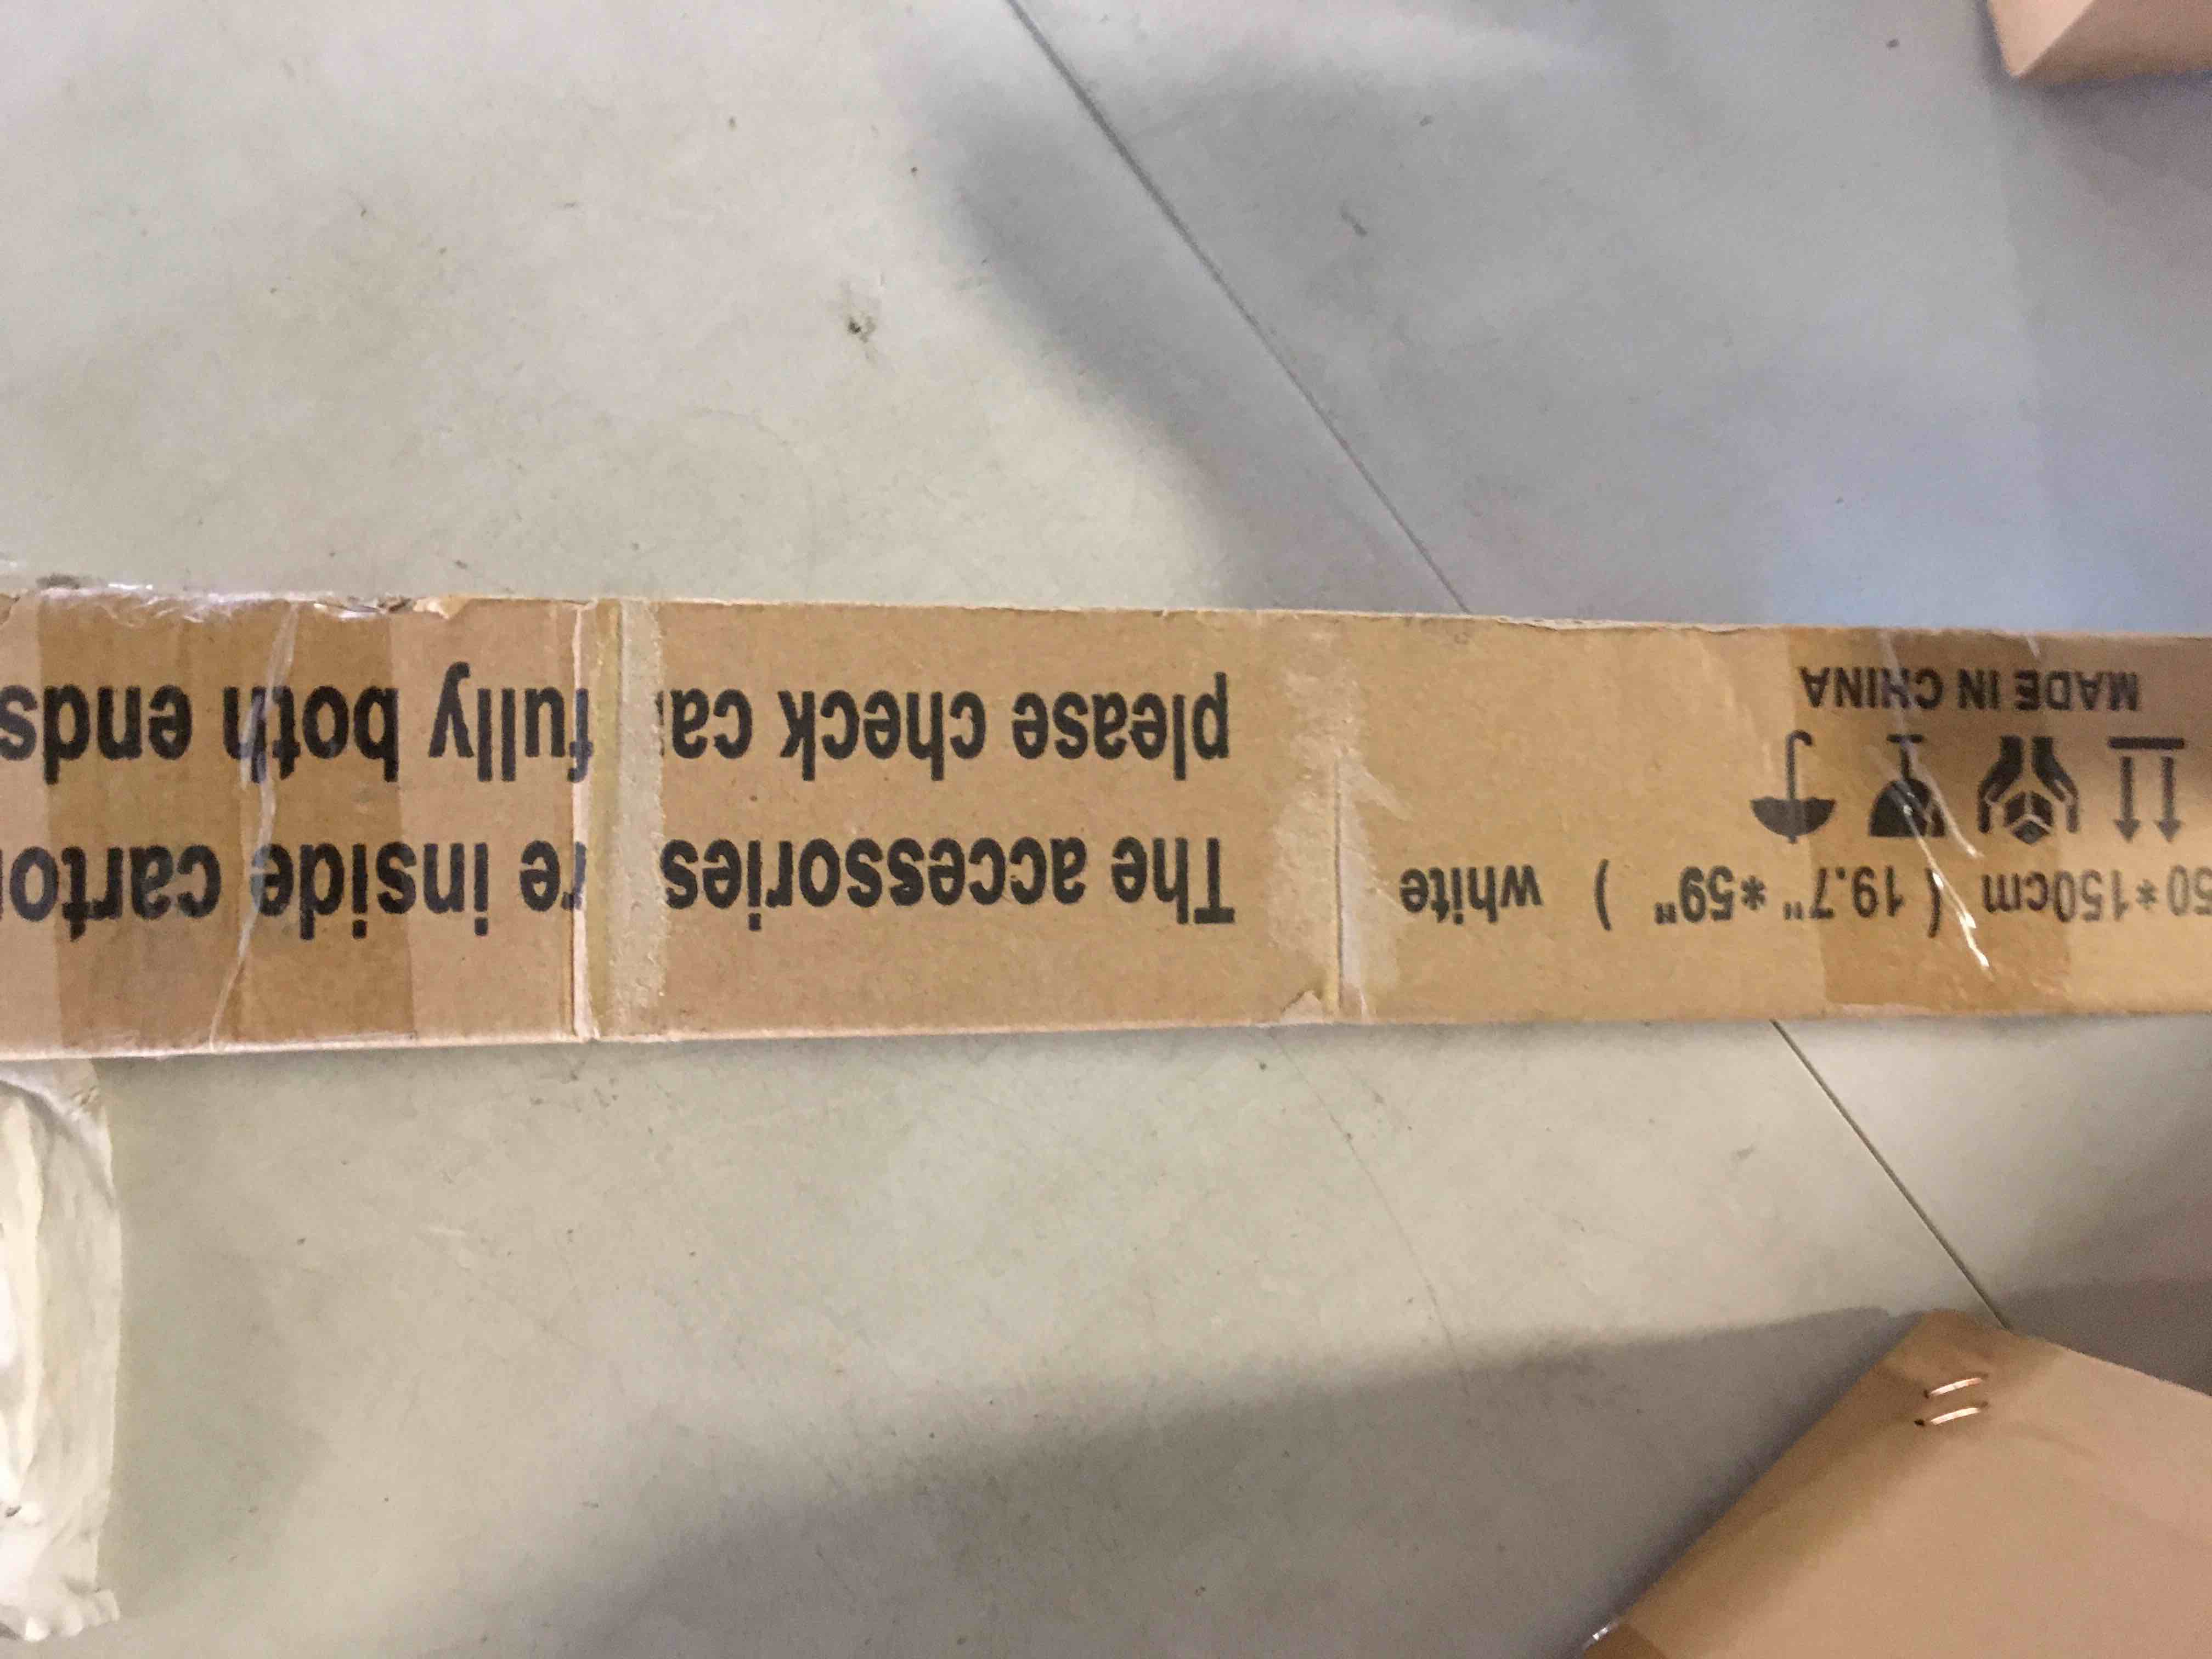 50*150cm ( 19.7" *59" ) white
MADE IN CHINA
The accessories re inside carto
please check ca fully both ends